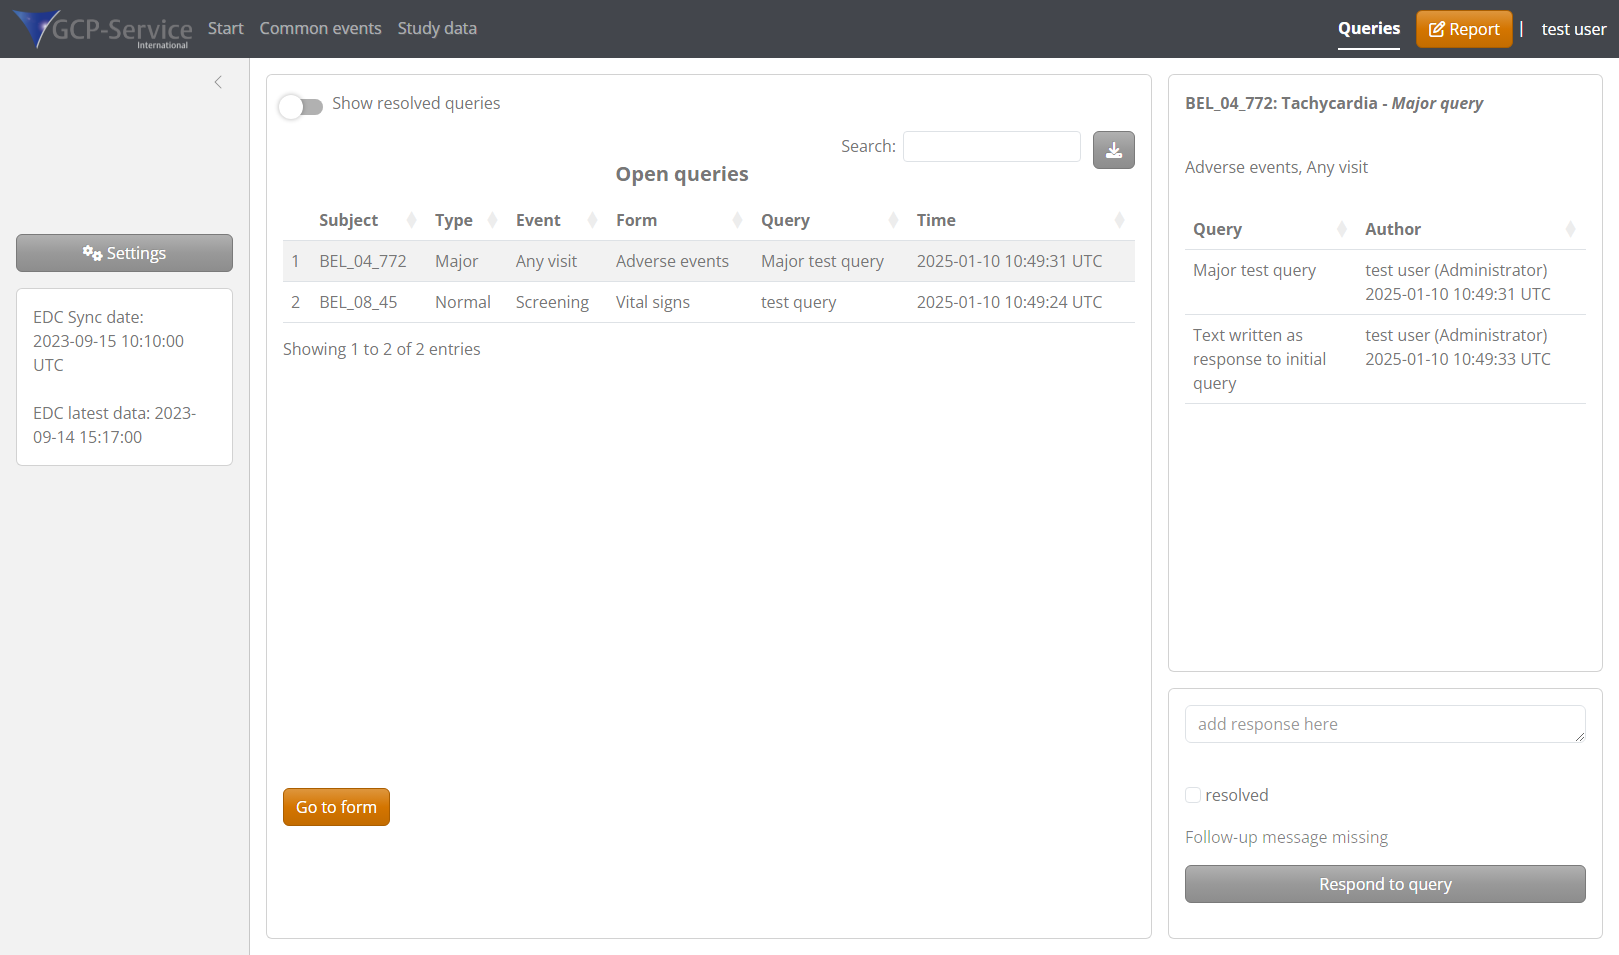 GCP-Service
International
Start Common events Study data
Queries Report | test user
Settings
EDC Sync date:
2023-09-15 10:10:00
UTC
EDC latest data: 2023-
09-14 15:17:00
Show resolved queries
Search:
Open queries
Subject Type Event Form Query Time
1 BEL_04_772 Major Any visit Adverse events Major test query 2025-01-10 10:49:31 UTC
2 BEL_08_45 Normal Screening Vital signs test query 2025-01-10 10:49:24 UTC
Showing 1 to 2 of 2 entries
Go to form
BEL_04_772: Tachycardia - Major query
Adverse events, Any visit
Query Author
Major test query test user (Administrator)
2025-01-10 10:49:31 UTC
Text written as test user (Administrator)
response to initial 2025-01-10 10:49:33 UTC
query
add response here
resolved
Follow-up message missing
Respond to query